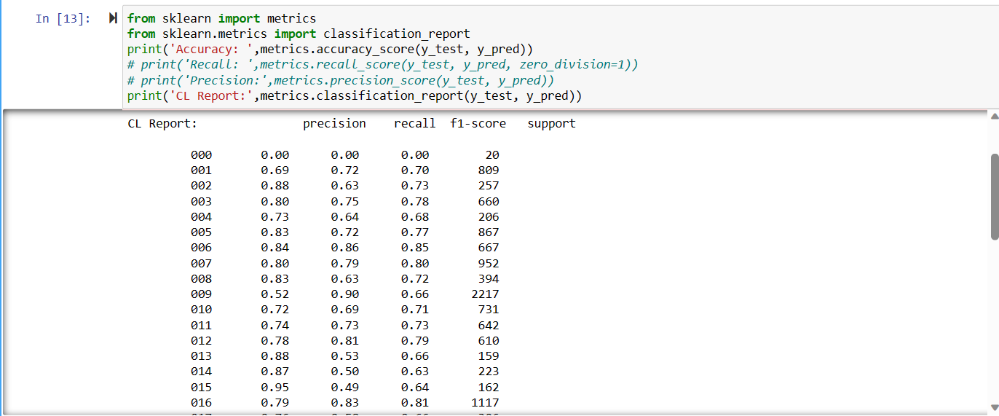 In [13]:
from sklearn import metrics
from sklearn.metrics import classification_report
print('Accuracy: ',metrics.accuracy_score(y_test, y_pred))
# print('Recall: ',metrics.recall_score(y_test, y_pred, zero_division=1))
# print('Precision:',metrics.precision_score(y_test, y_pred))
print('CL Report:',metrics.classification_report(y_test, y_pred))
CL Report: precision recall f1-score support
000 0.00 0.00 0.00 20
001 0.69 0.72 0.70 809
002 0.88 0.63 0.73 257
003 0.80 0.75 0.78 660
004 0.73 0.64 0.68 206
005 0.83 0.72 0.77 867
006 0.84 0.86 0.85 667
007 0.80 0.79 0.80 952
008 0.83 0.63 0.72 394
009 0.52 0.90 0.66 2217
010 0.72 0.69 0.71 731
011 0.74 0.73 0.73 642
012 0.78 0.81 0.79 610
013 0.88 0.53 0.66 159
014 0.87 0.50 0.63 223
015 0.95 0.49 0.64 162
016 0.79 0.83 0.81 1117